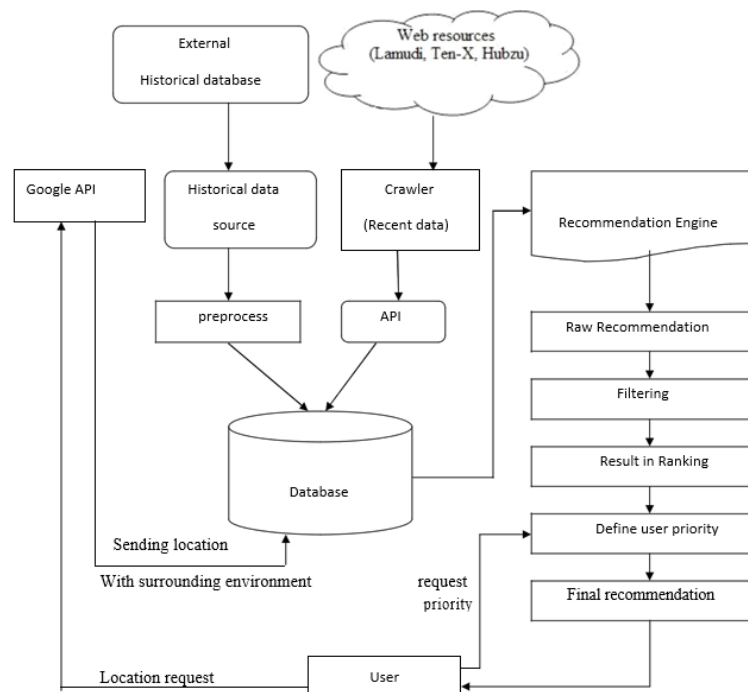 External
Historical database
Web resources
(Lamudi, Ten-X, Hubzu)
Google API
Historical data
source
Crawler
(Recent data)
Recommendation Engine
preprocess
API
Raw Recommendation
Filtering
Result in Ranking
Database
Define user priority
Sending location
With surrounding environment
request
priority
Final recommendation
Location request
User